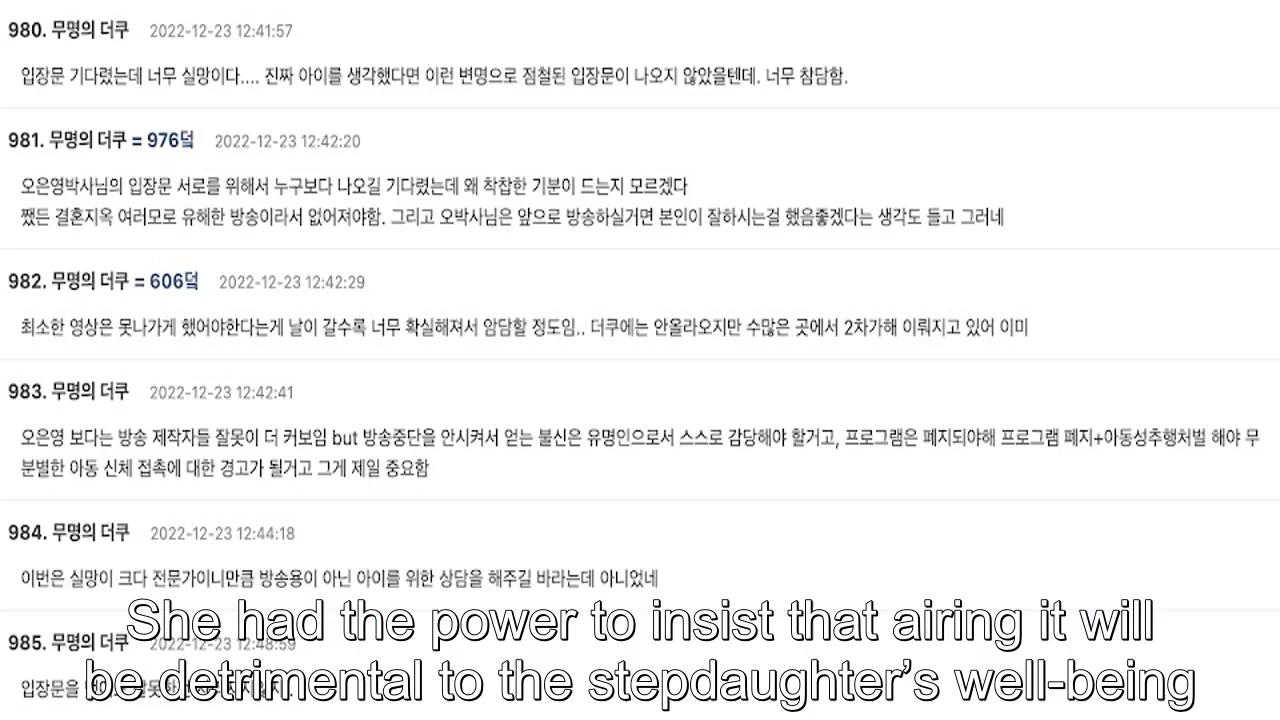 980. 무명의 더쿠 2022-12-23 12:41:57
입장문 기다렸는데 너무 실망이다.... 진짜 아이를 생각했다면 이런 변명으로 점철된 입장문이 나오지 않았을텐데. 너무 참담함.
981. 무명의 더쿠 = 976덬 2022-12-23 12:42:20
오은영박사님의 입장문 서로를 위해서 누구보다 나오길 기다렸는데 왜 착찹한 기분이 드는지 모르겠다
쨌든 결혼지옥 여러모로 유해한 방송이라서 없어져야함. 그리고 오박사님은 앞으로 방송하실거면 본인이 잘하시는걸 했음좋겠다는 생각도 들고 그러네
982. 무명의 더쿠 = 606덬 2022-12-23 12:42:29
최소한 영상은 못나가게 했어야한다는게 날이 갈수록 너무 확실해져서 암담할 정도임.. 더쿠에는 안올라오지만 수많은 곳에서 2차가해 이뤄지고 있어 이미
983. 무명의 더쿠 2022-12-23 12:42:41
오은영 보다는 방송 제작자들 잘못이 더 커보임 but 방송중단을 안시켜서 얻는 불신은 유명인으로서 스스로 감당해야 할거고, 프로그램은 폐지되야해 프로그램 폐지+아동성추행처벌 해야 무
분별한 아동 신체 접촉에 대한 경고가 될거고 그게 제일 중요함
984. 무명의 더쿠 2022-12-23 12:44:18
이번은 실망이 크다 전문가이니만큼 방송용이 아닌 아이를 위한 상담을 해주길 바라는데 아니었네
985. 무명의 더쿠 2022-12-23 12:48:59
입장문을
She had the power to insist that airing it will
be detrimental to the stepdaughter's well-being